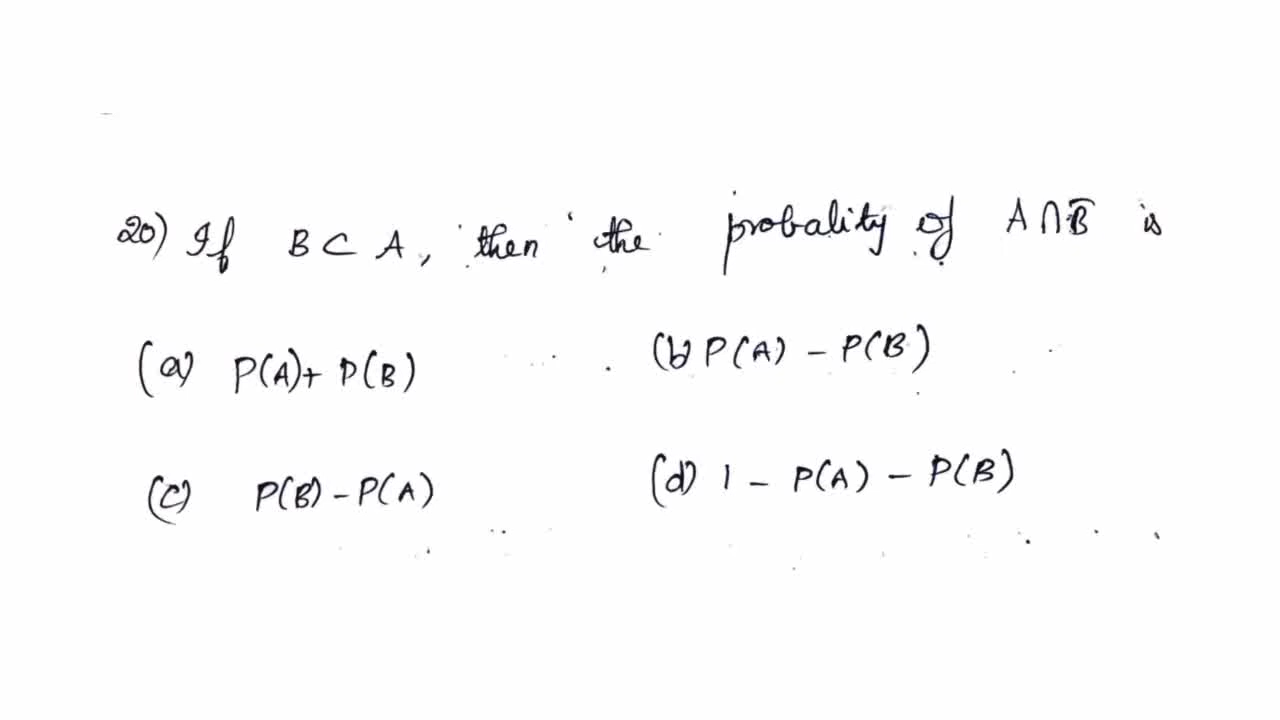 20) If B ⊂ A, then the probality of A∩B̅ is
(a) P(A)+ P(B) (b) P(A) – P(B)
(c) P(B) – P(A) (d) 1 – P(A) – P(B)